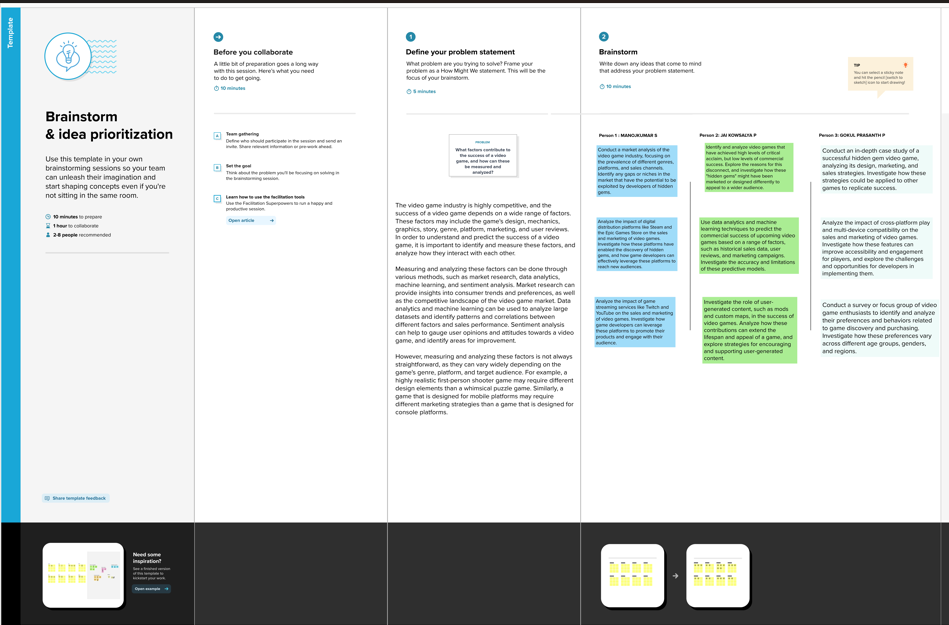 Template
Brainstorm
& idea prioritization
Use this template in your own
brainstorming sessions so your team
can unleash their imagination and
start shaping concepts even if you're
not sitting in the same room.
10 minutes to prepare
1 hour to collaborate
2-8 people recommended
Share template feedback
Need some
inspiration?
See a finished version
of this template to
kickstart your work.
Open example
Before you collaborate
A little bit of preparation goes a long
way with this session. Here's what you need
to do to get going.
10 minutes
A
Team gathering
Define who should participate in the session and send an
invite. Share relevant information or pre-work ahead.
B
Set the goal
Think about the problem you'll be focusing on solving in
the brainstorming session.
C
Learn how to use the facilitation tools
Use the Facilitation Superpowers to run a happy and
productive session.
Open article
1
Define your problem statement
What problem are you trying to solve? Frame your
problem as a How Might We statement. This will be the
focus of your brainstorm.
5 minutes
PROBLEM
What factors contribute to
the success of a video
game, and how can these
be measured and
analyzed?
The video game industry is highly competitive, and the
success of a video game depends on a wide range of factors.
These factors may include the game's design, mechanics,
graphics, story, genre, platform, marketing, and user reviews.
In order to understand and predict the success of a video
game, it is important to identify and measure these factors, and
analyze how they interact with each other.
Measuring and analyzing these factors can be done through
various methods, such as market research, data analytics,
machine learning, and sentiment analysis. Market research can
provide insights into consumer trends and preferences, as well
as the competitive landscape of the video game market. Data
analytics and machine learning can be used to analyze large
datasets and identify patterns and correlations between
different factors and sales performance. Sentiment analysis
can help to gauge user opinions and attitudes towards a video
game, and identify areas for improvement.
However, measuring and analyzing these factors is not always
straightforward, as they can vary widely depending on the
game's genre, platform, and target audience. For example, a
highly realistic first-person shooter game may require different
design elements than a whimsical puzzle game. Similarly, a
game that is designed for mobile platforms may require
different marketing strategies than a game that is designed for
console platforms.
2
Brainstorm
Write down any ideas that come to mind
that address your problem statement.
10 minutes
TIP
You can select a sticky note
and hit the pencil [switch to
sketch] icon to start drawing!
Person 1 : MANOJKUMAR S
Conduct a market analysis of the
video game industry, focusing on
the prevalence of different genres,
platforms, and sales channels.
Identify any gaps or niches in the
market that have the potential to be
exploited by developers of hidden
gems.
Analyze the impact of digital
distribution platforms like Steam and
the Epic Games Store on the sales
and marketing of video games.
Investigate how these platforms have
enabled the discovery of hidden
gems, and how game developers can
effectively leverage these platforms to
reach new audiences.
Analyze the impact of game
streaming services like Twitch and
YouTube on the sales and marketing
of video games. Investigate how
game developers can leverage
these platforms to promote their
products and engage with their
audience.
Person 2: JAI KOWSALYA P
Identify and analyze video games that
have achieved high levels of critical
acclaim, but low levels of commercial
success. Explore the reasons for this
disconnect, and investigate how these
"hidden gems" might have been
marketed or designed differently to
appeal to a wider audience.
Use data analytics and machine
learning techniques to predict the
commercial success of upcoming video
games based on a range of factors,
such as historical sales data, user
reviews, and marketing campaigns.
Investigate the accuracy and limitations
of these predictive models.
Investigate the role of user-
generated content, such as mods
and custom maps, in the success of
video games. Analyze how these
contributions can extend the
lifespan and appeal of a game, and
explore strategies for encouraging
and supporting user-generated
content.
Person 3: GOKUL PRASANTH P
Conduct an in-depth case study of a
successful hidden gem video game,
analyzing its design, marketing, and
sales strategies. Investigate how these
strategies could be applied to other
games to replicate success.
Analyze the impact of cross-platform play
and multi-device compatibility on the
sales and marketing of video games.
Investigate how these features can
improve accessibility and engagement
for players, and explore the challenges
and opportunities for developers in
implementing them.
Conduct a survey or focus group of video
game enthusiasts to identify and analyze
their preferences and behaviors related
to game discovery and purchasing.
Investigate how these preferences vary
across different age groups, genders,
and regions.